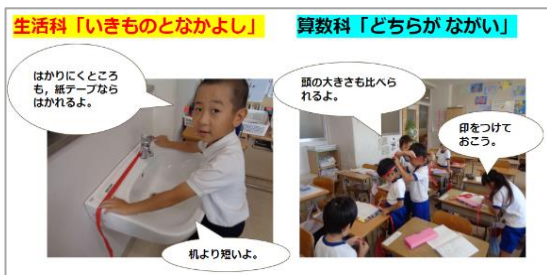 生活科「いきものとなかよし」
算数科「どちらが ながい」
はかりにくところ
も，紙テープなら
はかれるよ。
机より短いよ。
頭の大きさも比べら
れるよ。
印をつけて
おこう。